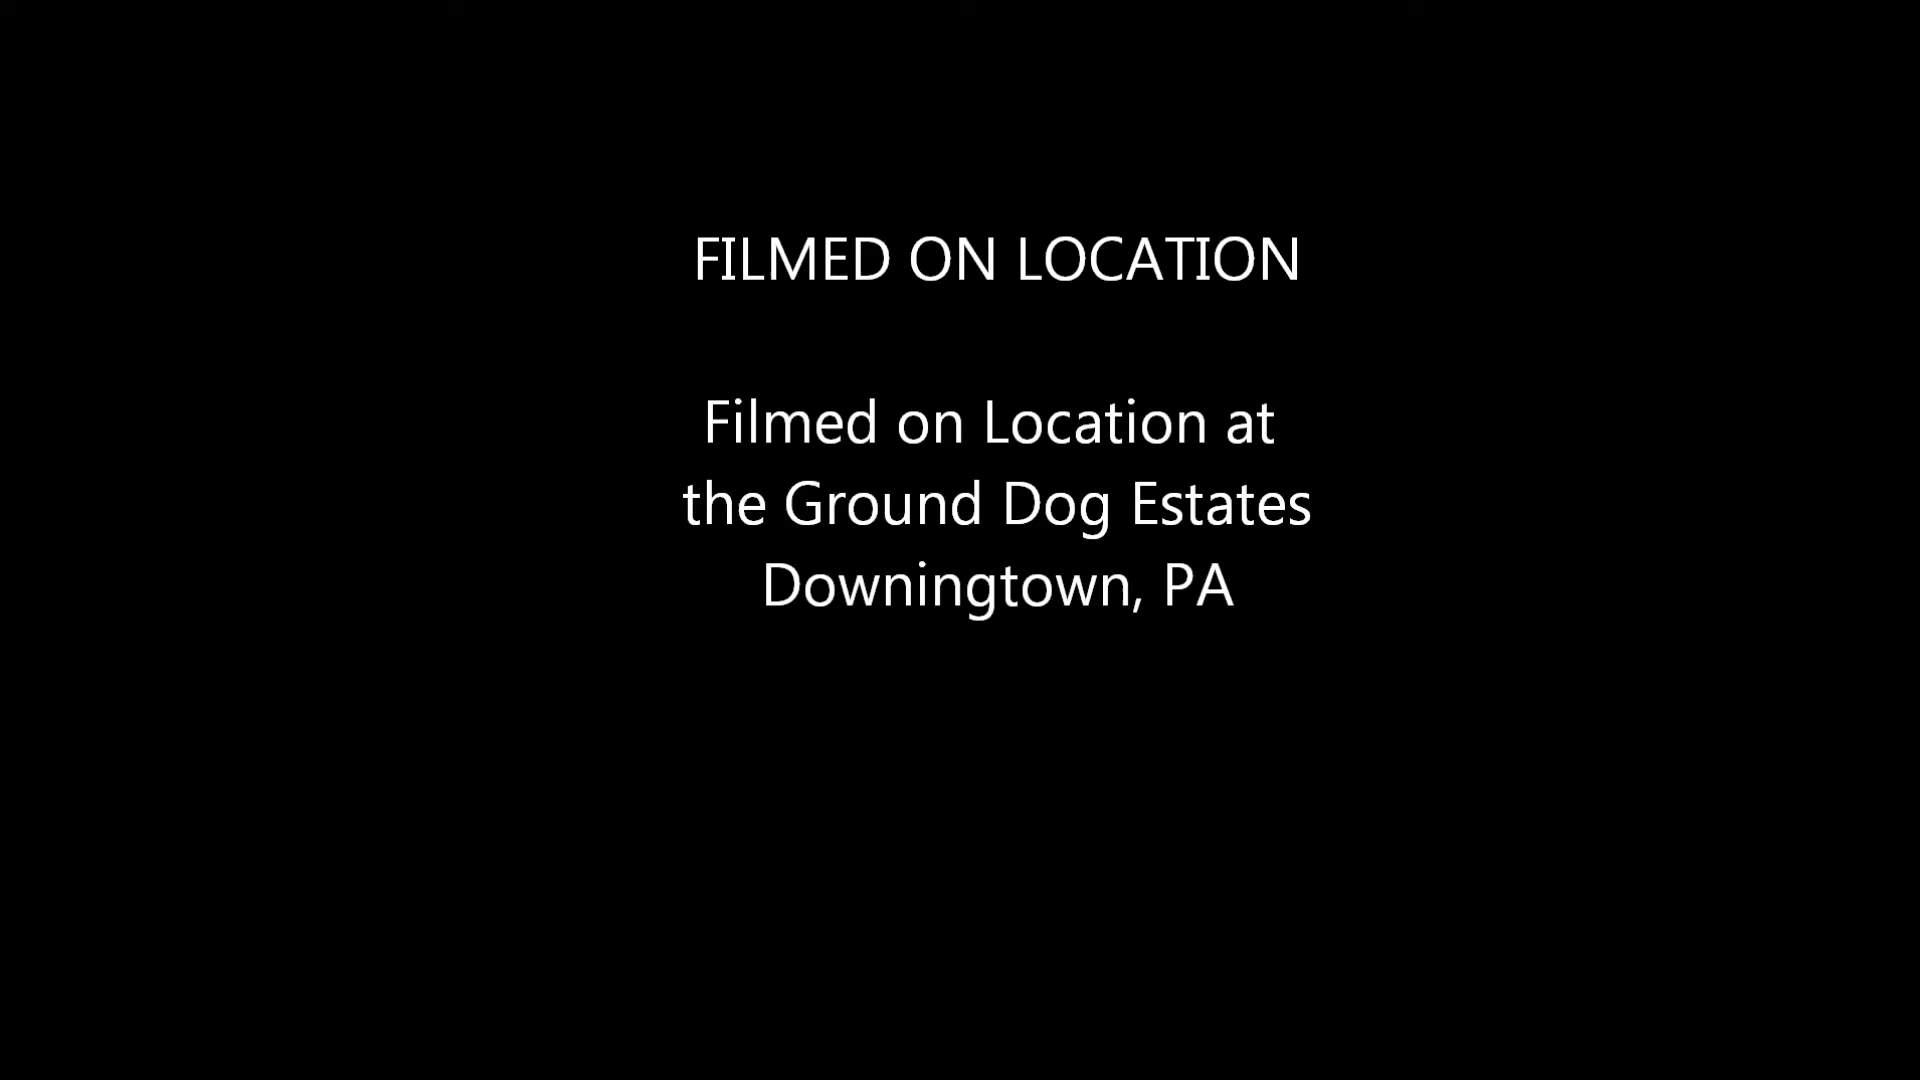 FILMED ON LOCATION
Filmed on Location at
the Ground Dog Estates
Downingtown, PA